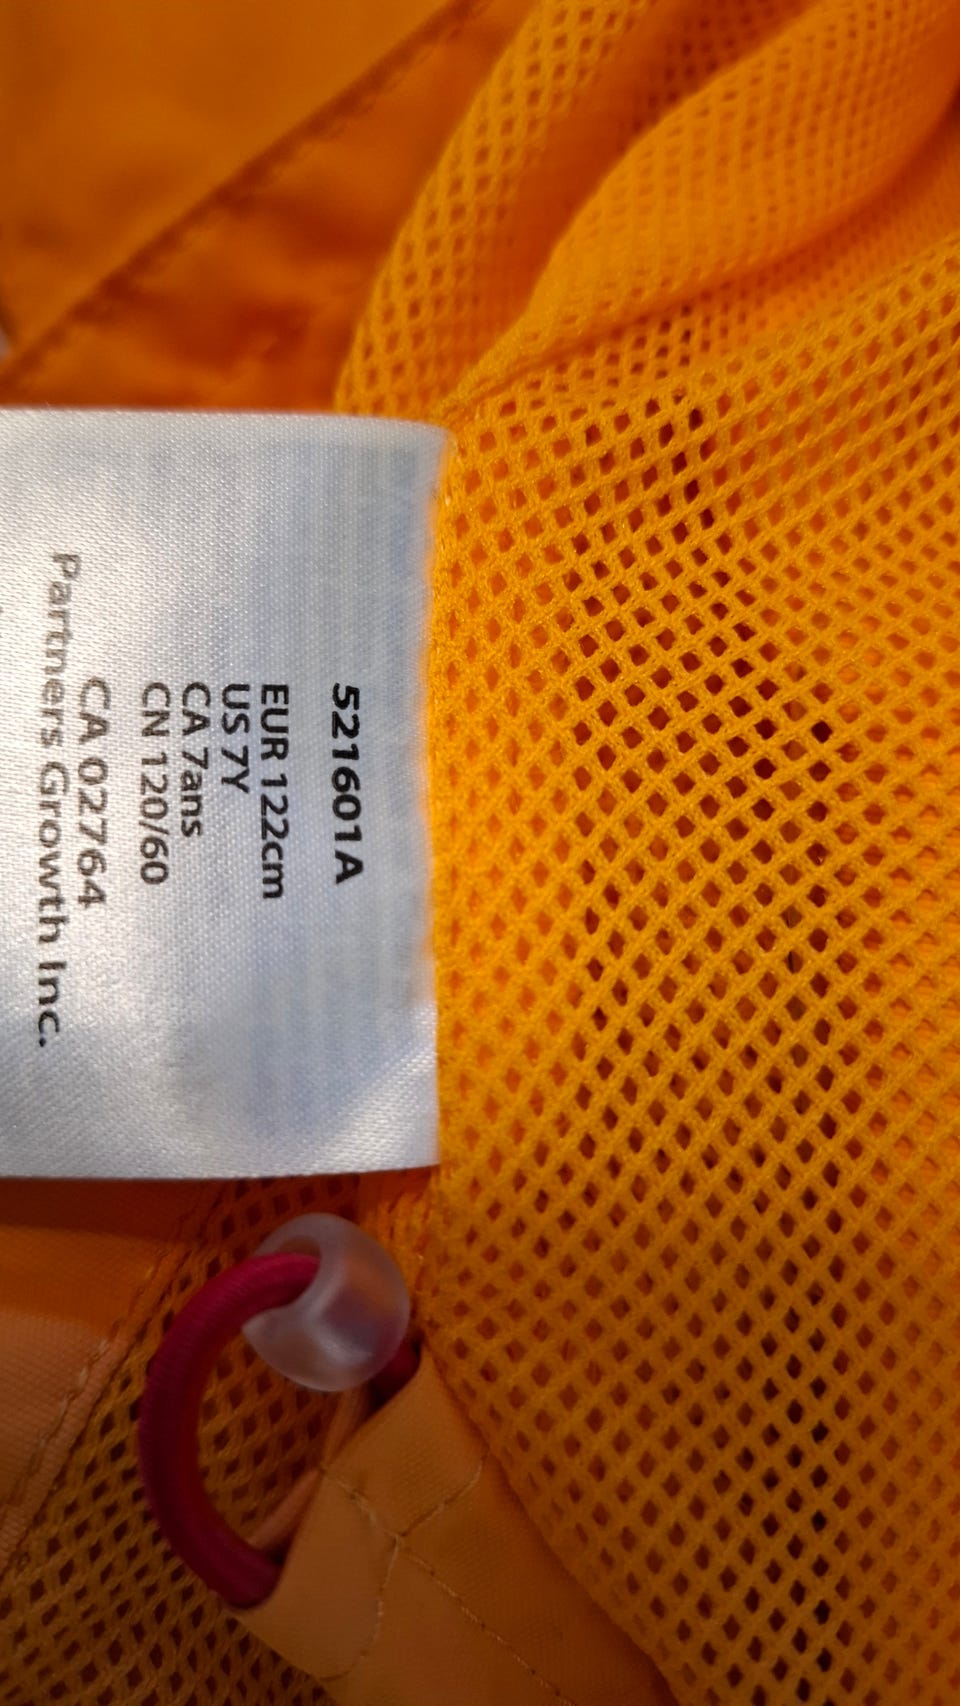 521601A
EUR 122cm
US 7Y
CA 7ans
CN 120/60
CA 02764
Partners Growth Inc.